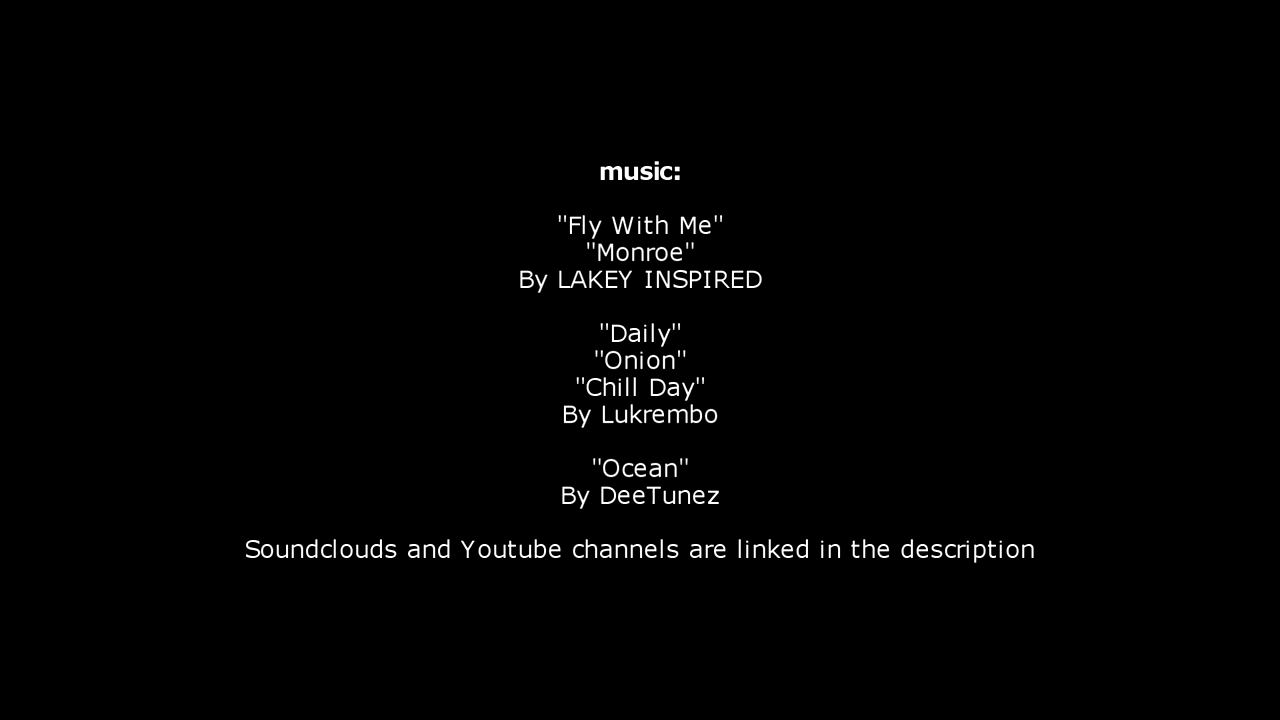 music:
"Fly With Me"
"Monroe"
By LAKEY INSPIRED
"Daily"
"Onion"
"Chill Day"
By Lukrembo
"Ocean"
By DeeTunez
Soundclouds and Youtube channels are linked in the description